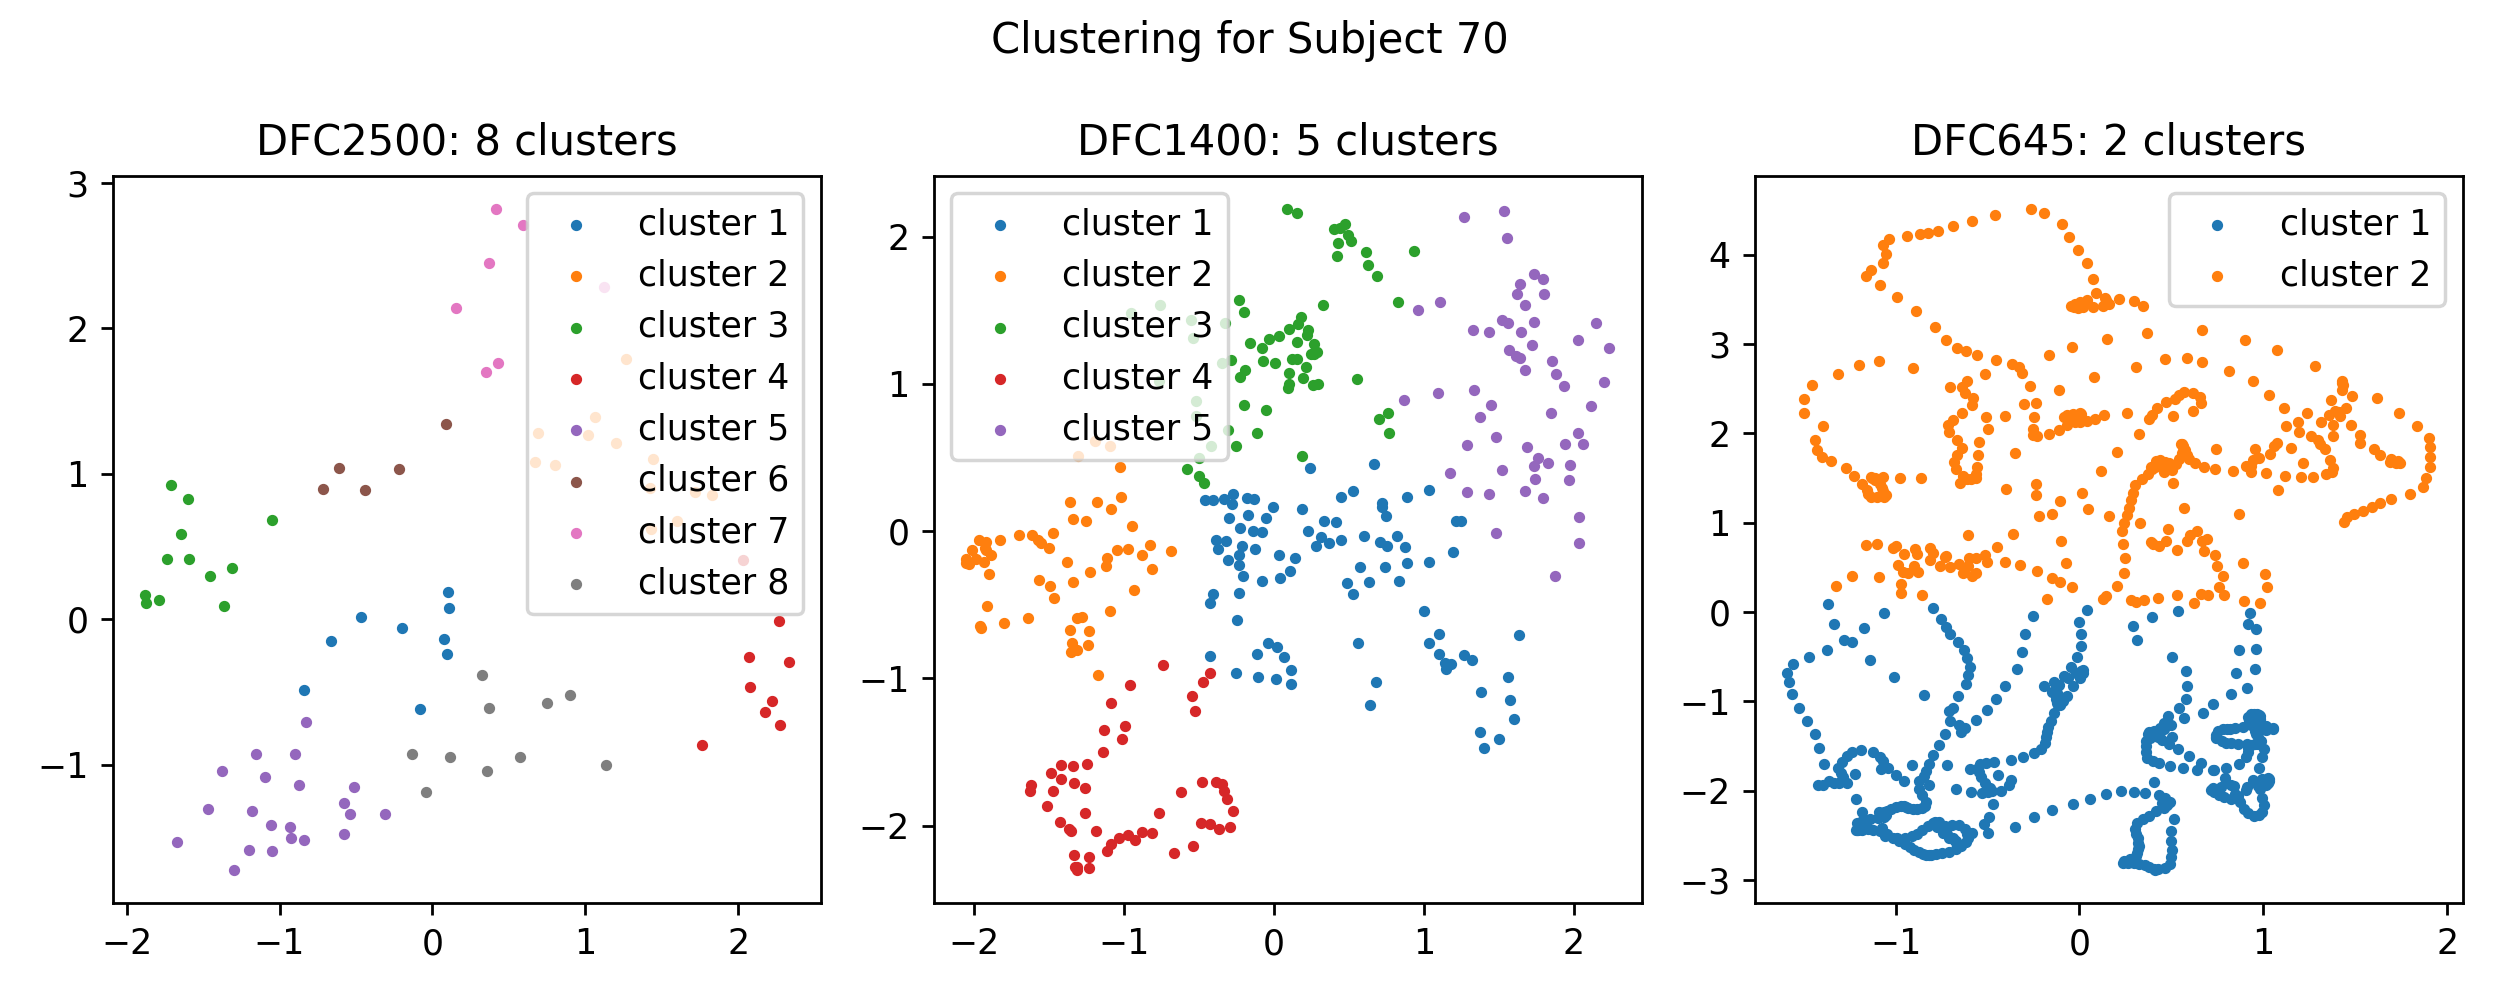 Clustering for Subject 70
DFC2500: 8 clusters
3
2
1
0
−1
−2
−1
0
1
2
cluster 1
cluster 2
cluster 3
cluster 4
cluster 5
cluster 6
cluster 7
cluster 8
DFC1400: 5 clusters
2
1
0
−1
−2
−2
−1
0
1
2
cluster 1
cluster 2
cluster 3
cluster 4
cluster 5
DFC645: 2 clusters
4
3
2
1
0
−1
−2
−3
−1
0
1
2
cluster 1
cluster 2